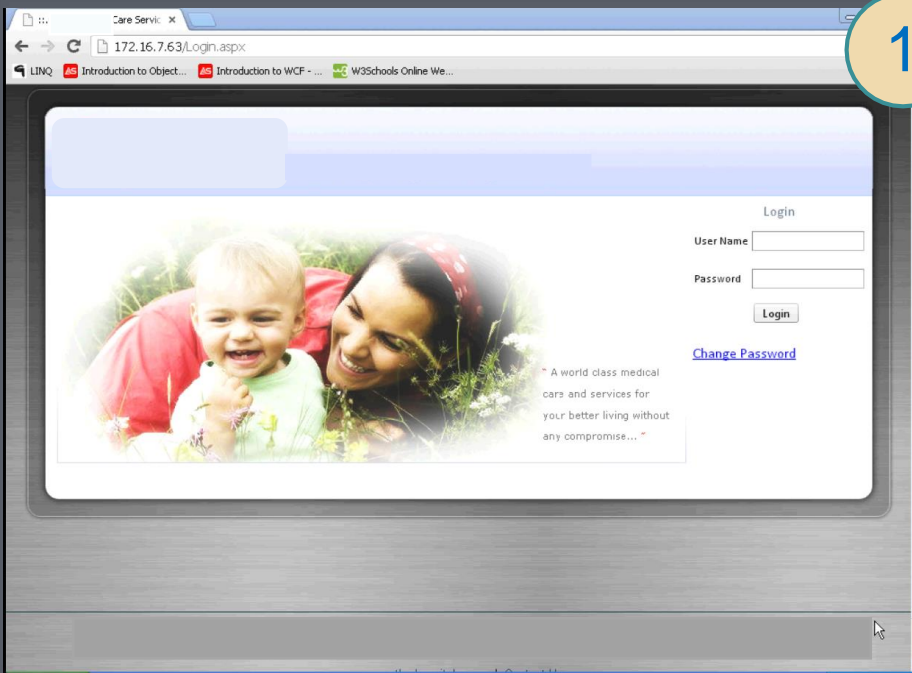 ::. Care Servic
172.16.7.63/Login.aspx
1
LINQ Introduction to Object... Introduction to WCF - ... W3Schools Online We...
Login
User Name
Password
Login
Change Password
" A world class medical
care and services for
your better living without
any compromise... "